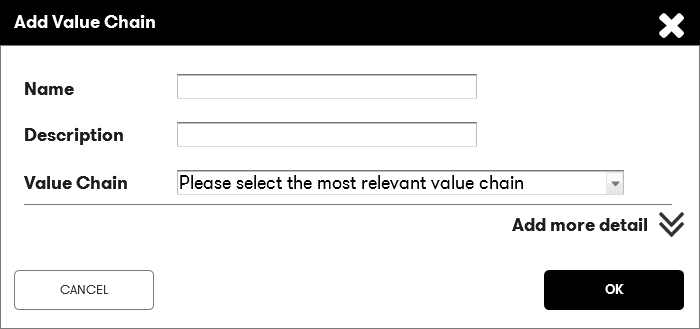 Add Value Chain
Name
Description
Value Chain Please select the most relevant value chain
Add more detail
CANCEL OK